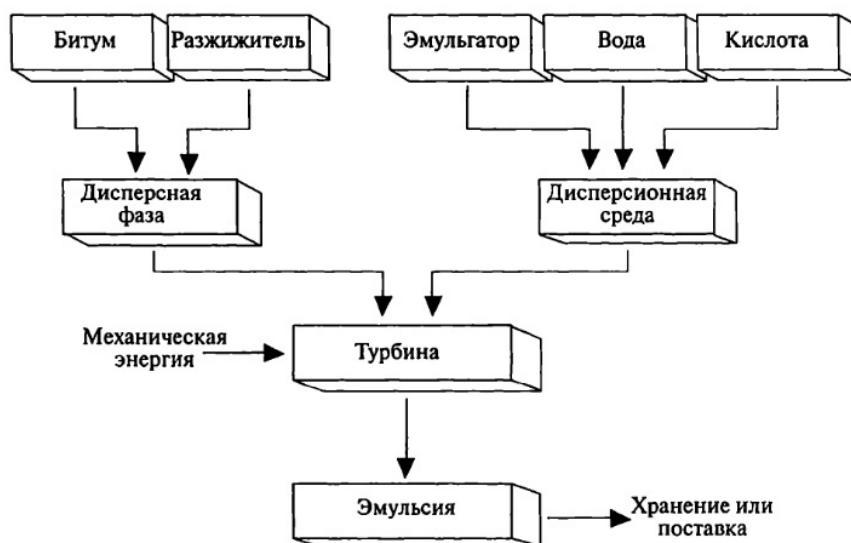 Битум
Разжижитель
Эмульгатор
Вода
Кислота
Дисперсная
фаза
Дисперсионная
среда
Механическая
энергия
Турбина
Эмульсия
Хранение или
поставка